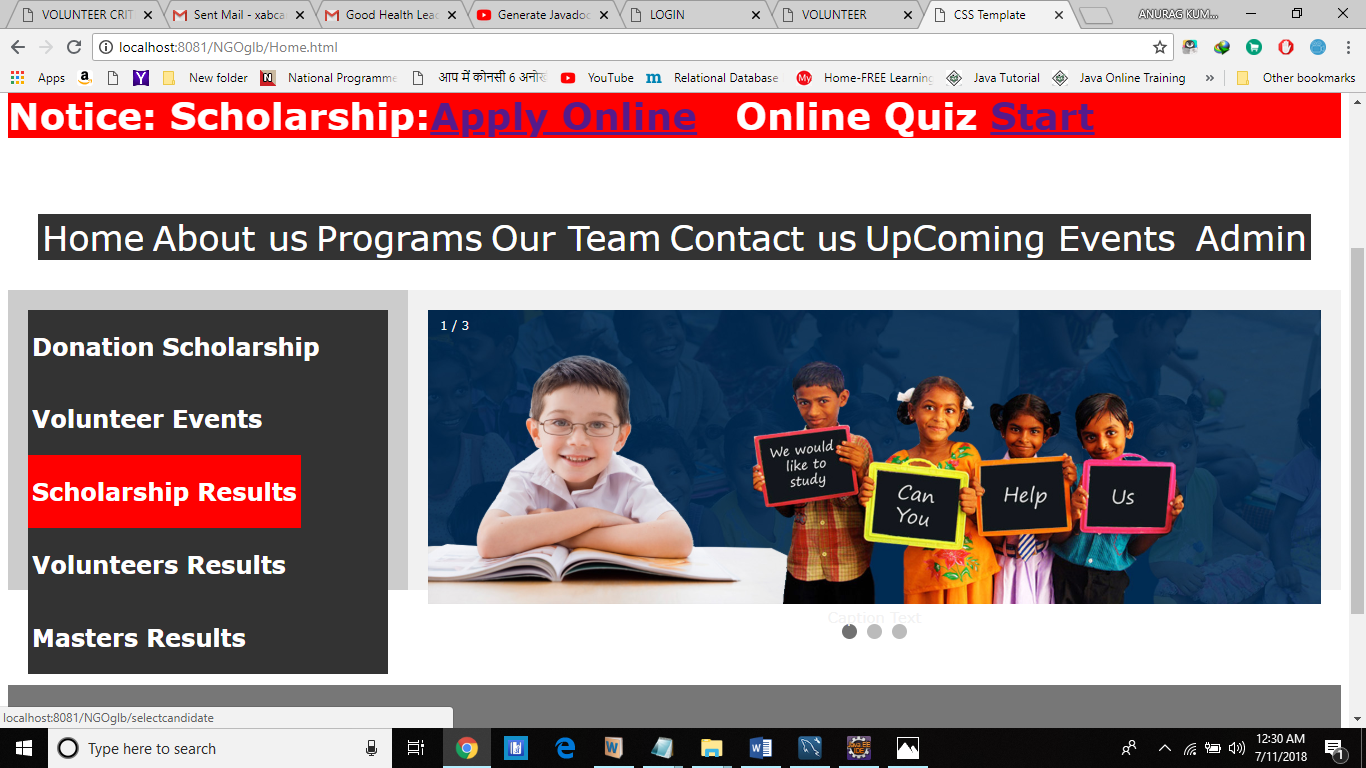 VOLUNTEER CRIT
Sent Mail - xabca
Good Health Leac
Generate Javadoc
LOGIN
VOLUNTEER
CSS Template
ANURAG KUM...
localhost:8081/NGOglb/Home.html
Apps
New folder
National Programme
आप में कोनसी 6 अनोखे
YouTube
Relational Database
Home-FREE Learning
Java Tutorial
Java Online Training
»
Other bookmarks
Notice: Scholarship:Apply Online Online Quiz Start
Home About us Programs Our Team Contact us UpComing Events Admin
Donation Scholarship
Volunteer Events
Scholarship Results
Volunteers Results
Masters Results
1 / 3
We would
like to
study
Can
You
Help
Us
Caption Text
localhost:8081/NGOglb/selectcandidate
Type here to search
12:30 AM
7/11/2018
1